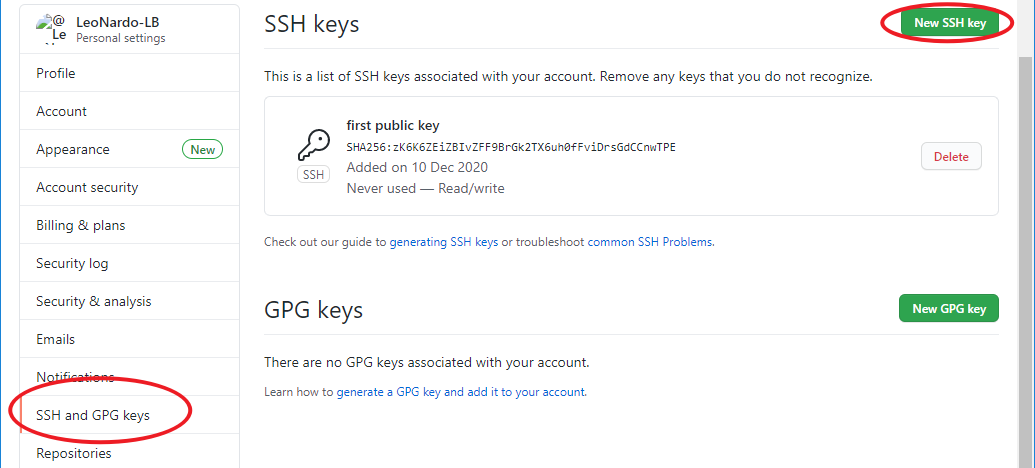 @
Le
LeoNardo-LB
Personal settings
Profile
Account
Appearance New
Account security
Billing & plans
Security log
Security & analysis
Emails
Notifications
SSH and GPG keys
Repositories
SSH keys
New SSH key
This is a list of SSH keys associated with your account. Remove any keys that you do not recognize.
first public key
SHA256:zK6K6ZEiZBIvZFF9BrGk2TX6uh0fFviDrsGdCCnwTPE
Added on 10 Dec 2020
Never used — Read/write
SSH
Delete
Check out our guide to generating SSH keys or troubleshoot common SSH Problems.
GPG keys
New GPG key
There are no GPG keys associated with your account.
Learn how to generate a GPG key and add it to your account.